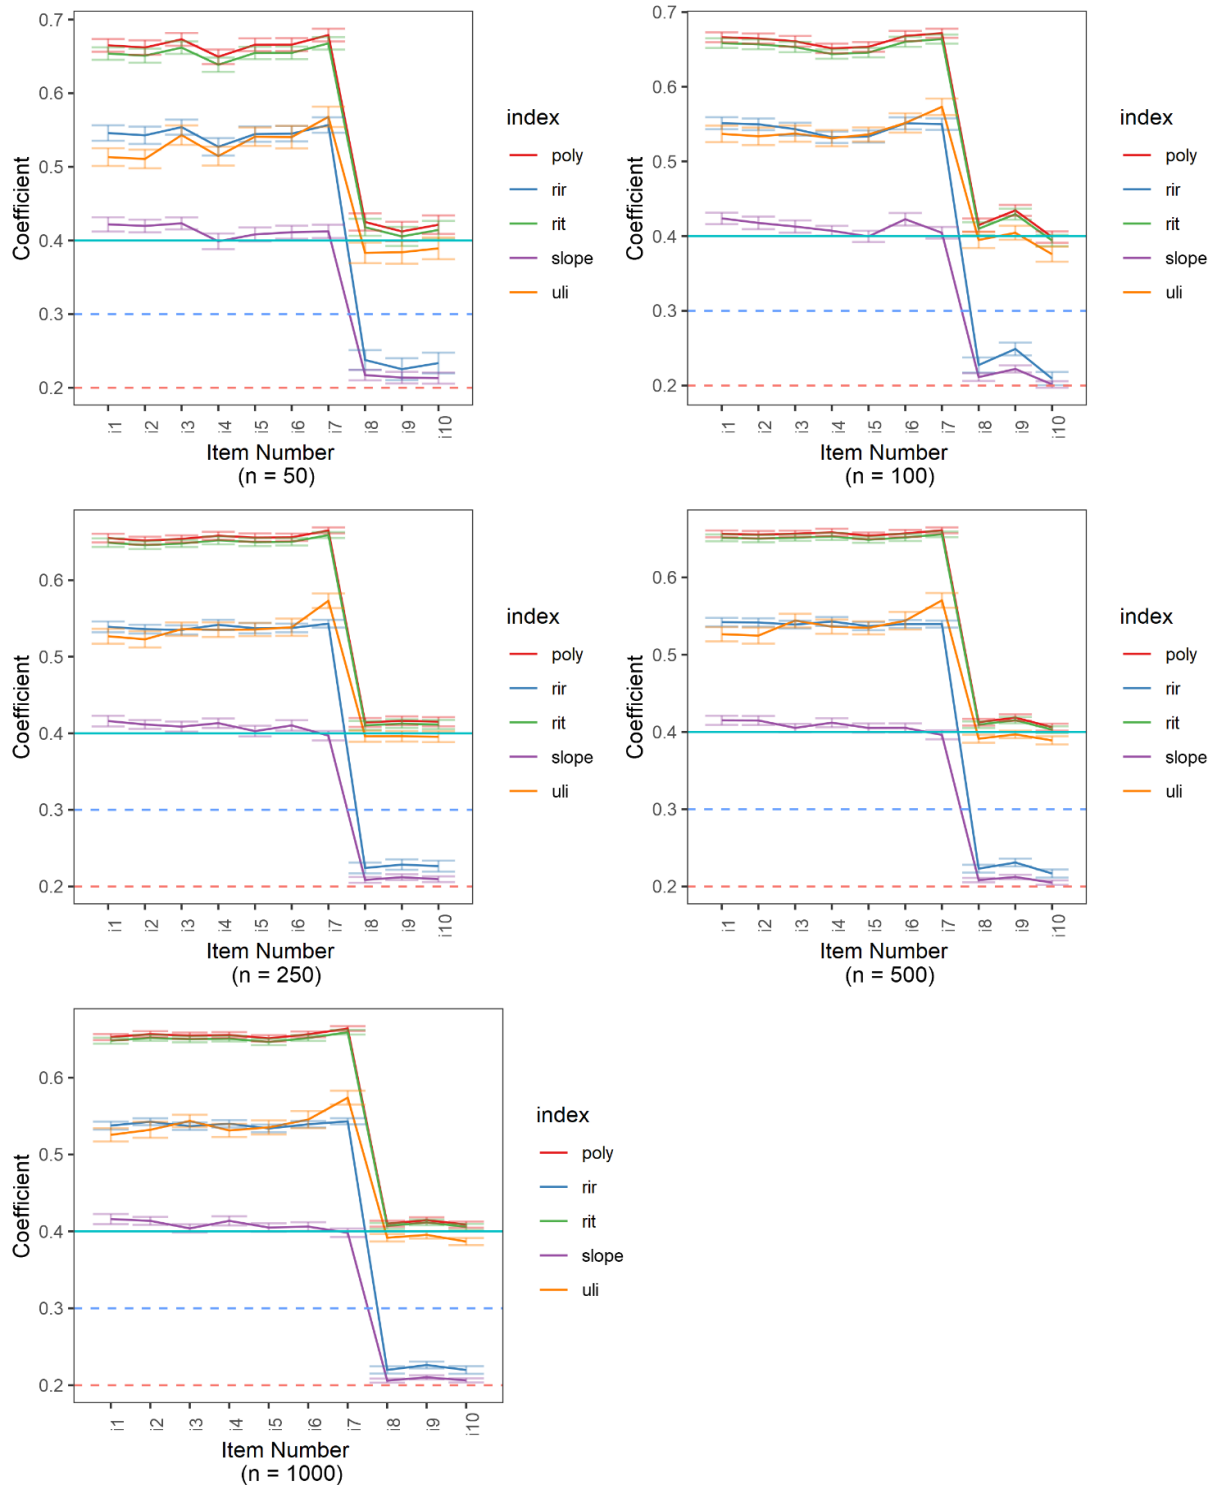 0.7
0.6
0.5
0.4
0.3
0.2
Coefficient
i1 i2 i3 i4 i5 i6 i7 i8 i9 i10
Item Number
(n = 50)
index
poly
rir
rit
slope
uli
0.7
0.6
0.5
0.4
0.3
0.2
Coefficient
i1 i2 i3 i4 i5 i6 i7 i8 i9 i10
Item Number
(n = 100)
index
poly
rir
rit
slope
uli
0.6
0.5
0.4
0.3
0.2
Coefficient
i1 i2 i3 i4 i5 i6 i7 i8 i9 i10
Item Number
(n = 250)
index
poly
rir
rit
slope
uli
0.6
0.5
0.4
0.3
0.2
Coefficient
i1 i2 i3 i4 i5 i6 i7 i8 i9 i10
Item Number
(n = 500)
index
poly
rir
rit
slope
uli
0.6
0.5
0.4
0.3
0.2
Coefficient
i1 i2 i3 i4 i5 i6 i7 i8 i9 i10
Item Number
(n = 1000)
index
poly
rir
rit
slope
uli